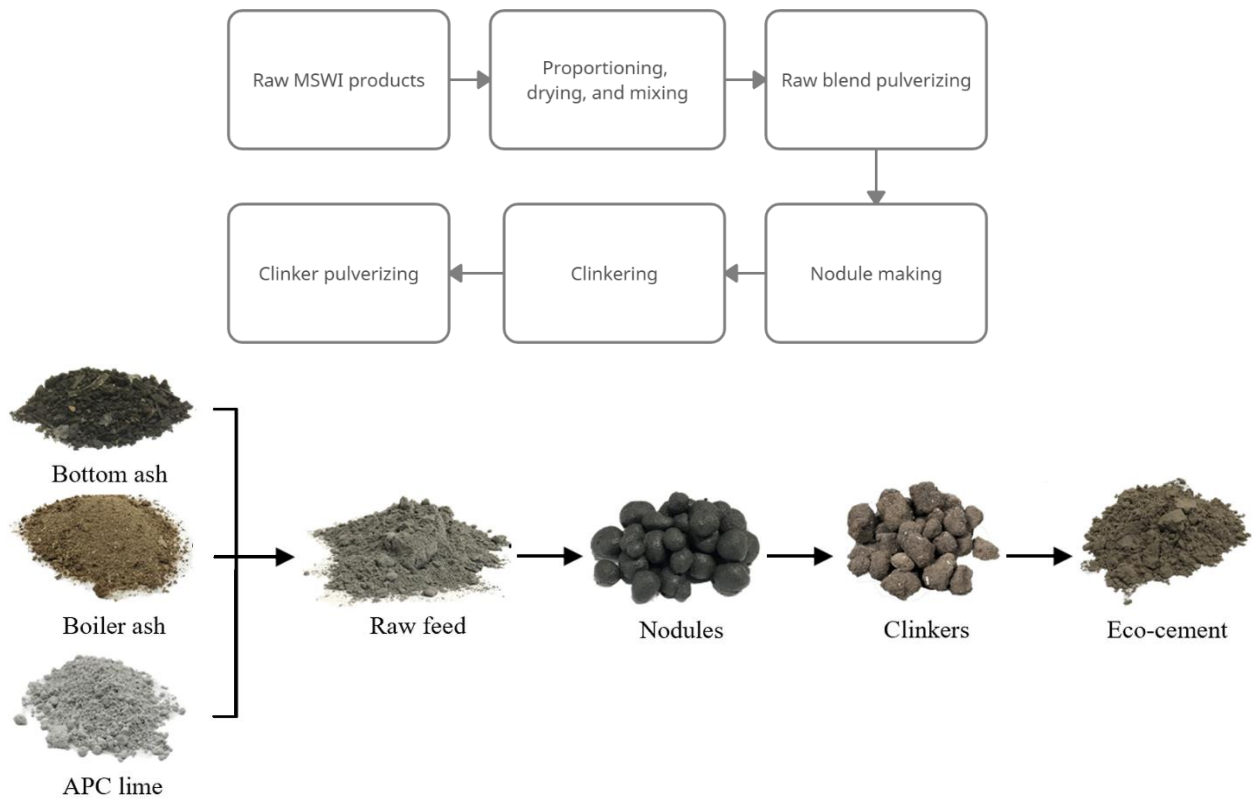 Raw MSWI products
Proportioning,
drying, and mixing
Raw blend pulverizing
Clinker pulverizing
Clinkering
Nodule making
Bottom ash
Boiler ash
APC lime
Raw feed
Nodules
Clinkers
Eco-cement